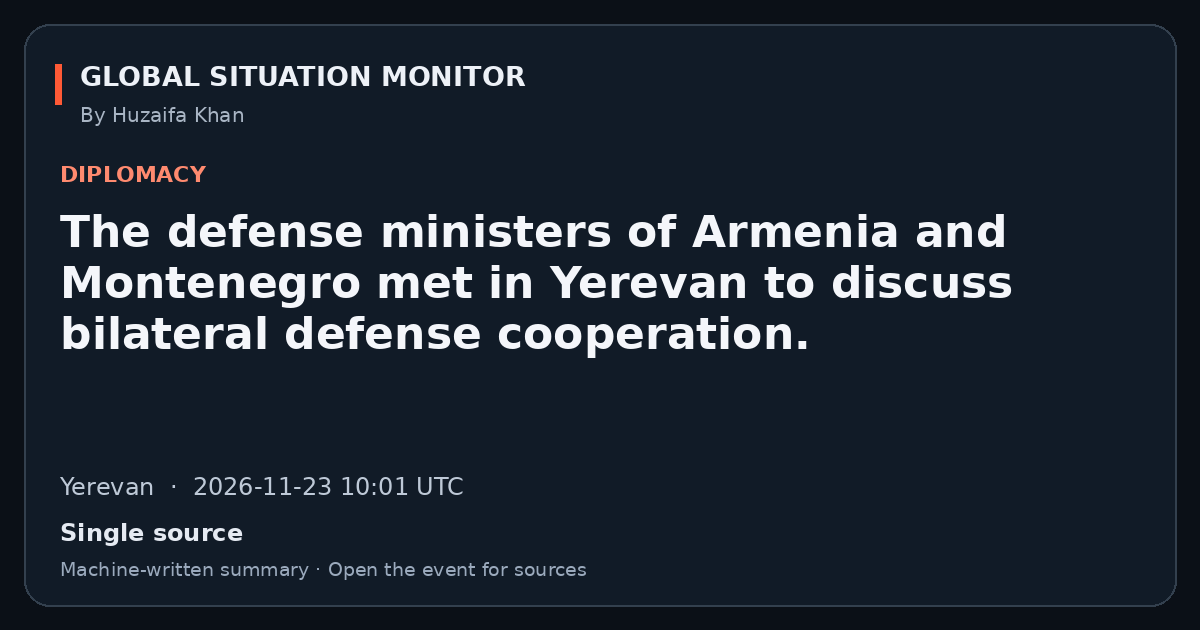 GLOBAL SITUATION MONITOR
By Huzaifa Khan
DIPLOMACY
The defense ministers of Armenia and
Montenegro met in Yerevan to discuss
bilateral defense cooperation.
Yerevan · 2026-11-23 10:01 UTC
Single source
Machine-written summary · Open the event for sources